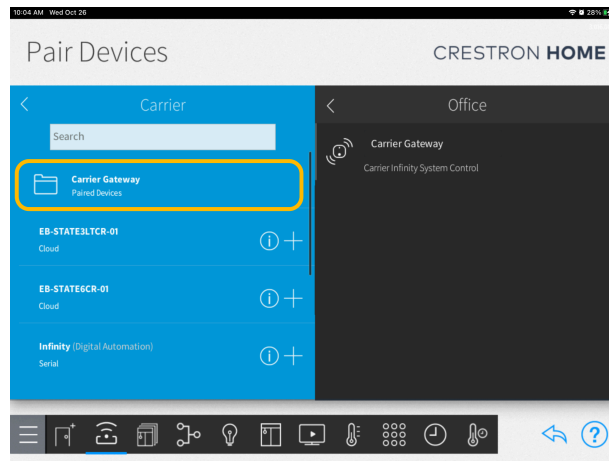 10:04 AM Wed Oct 26
28%
Pair Devices
CRESTRON HOME
Carrier
Search
Carrier Gateway
Paired Devices
EB-STATE3LTCR-01
Cloud
EB-STATE6CR-01
Cloud
Infinity (Digital Automation)
Serial
Office
Carrier Gateway
Carrier Infinity System Control
?